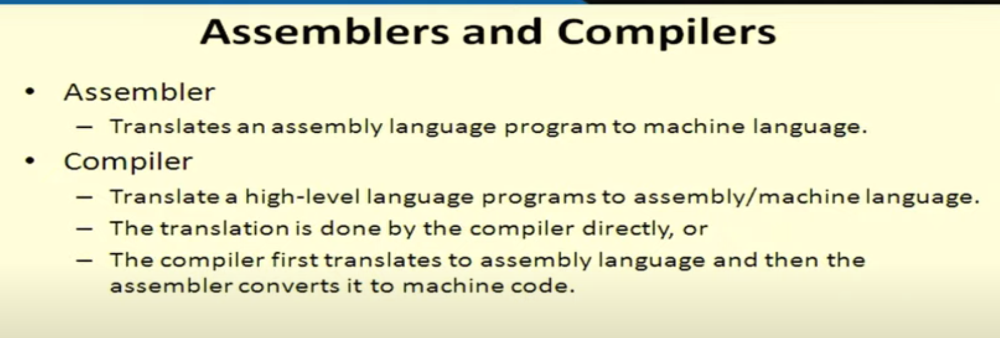 Assemblers and Compilers
• Assembler
– Translates an assembly language program to machine language.
• Compiler
– Translate a high-level language programs to assembly/machine language.
– The translation is done by the compiler directly, or
– The compiler first translates to assembly language and then the
assembler converts it to machine code.